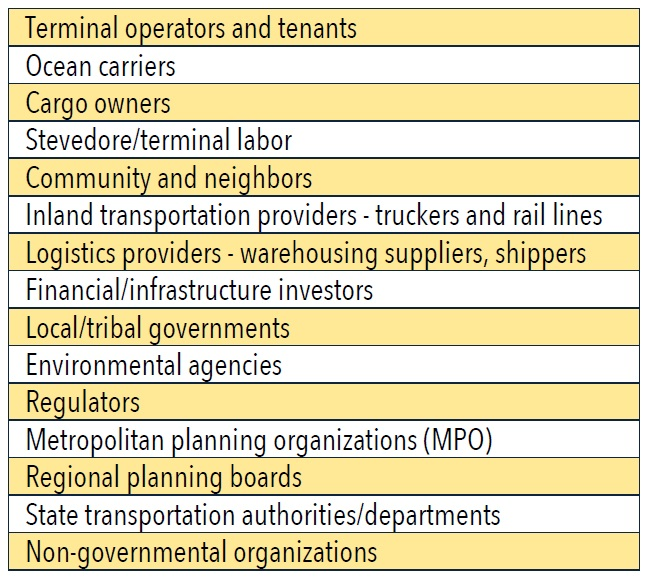 Terminal operators and tenants
Ocean carriers
Cargo owners
Stevedore/terminal labor
Community and neighbors
Inland transportation providers - truckers and rail lines
Logistics providers - warehousing suppliers, shippers
Financial/infrastructure investors
Local/tribal governments
Environmental agencies
Regulators
Metropolitan planning organizations (MPO)
Regional planning boards
State transportation authorities/departments
Non-governmental organizations